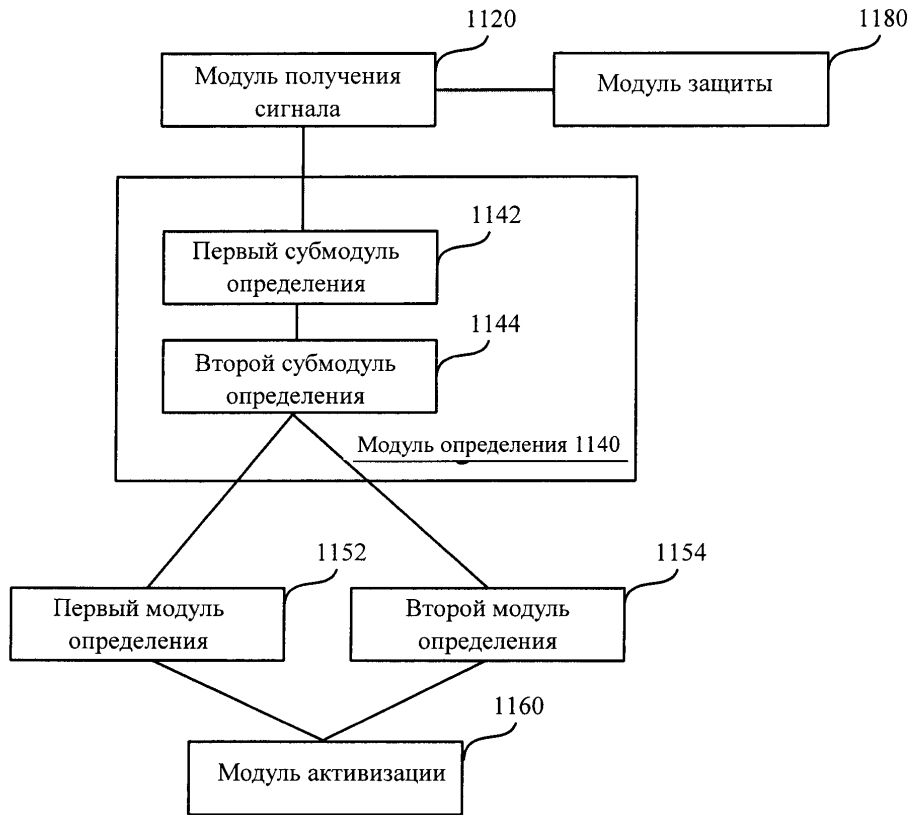 1120
1180
Модуль получения
сигнала
Модуль защиты
1142
Первый субмодуль
определения
1144
Второй субмодуль
определения
Модуль определения 1140
1152
1154
Первый модуль
определения
Второй модуль
определения
1160
Модуль активизации